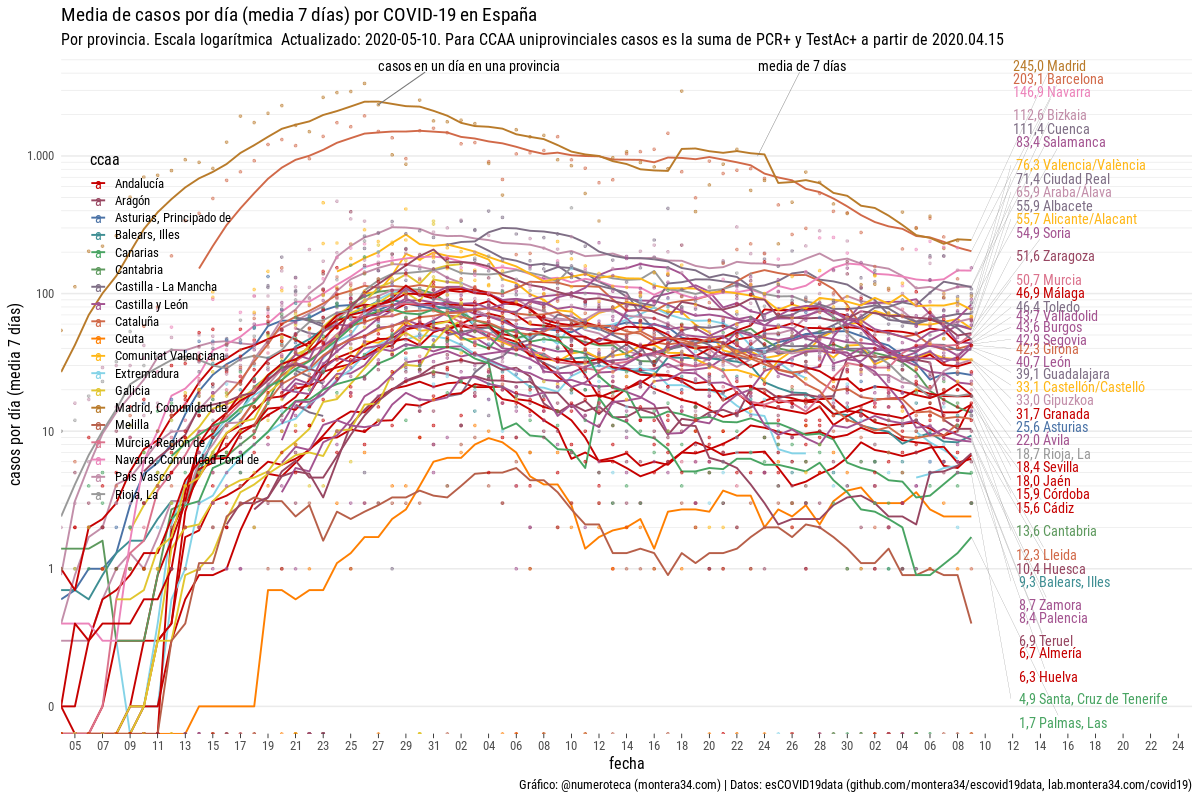 Media de casos por día (media 7 días) por COVID-19 en España
Por provincia. Escala logarítmica  Actualizado: 2020-05-10. Para CCAA uniprovinciales casos es la suma de PCR+ y TestAc+ a partir de 2020.04.15
casos en un día en una provincia
media de 7 días
casos por día (media 7 días)
1.000
100
10
1
0
ccaa
Andalucía
Aragón
Asturias, Principado de
Balears, Illes
Canarias
Cantabria
Castilla - La Mancha
Castilla y León
Cataluña
Ceuta
Comunitat Valenciana
Extremadura
Galicia
Madrid, Comunidad de
Melilla
Murcia, Región de
Navarra, Comunidad Foral de
País Vasco
Rioja, La
245,0 Madrid
203,1 Barcelona
146,9 Navarra
112,6 Bizkaia
111,4 Cuenca
83,4 Salamanca
76,3 Valencia/València
71,4 Ciudad Real
65,9 Araba/Álava
55,9 Albacete
55,7 Alicante/Alacant
54,9 Soria
51,6 Zaragoza
50,7 Murcia
46,9 Málaga
46,4 Toledo
43,7 Valladolid
43,6 Burgos
42,9 Segovia
42,3 Girona
40,7 León
39,1 Guadalajara
33,1 Castellón/Castelló
33,0 Gipuzkoa
31,7 Granada
25,6 Asturias
22,0 Ávila
18,7 Rioja, La
18,4 Sevilla
18,0 Jaén
15,9 Córdoba
15,6 Cádiz
13,6 Cantabria
12,3 Lleida
10,4 Huesca
9,3 Balears, Illes
8,7 Zamora
8,4 Palencia
6,9 Teruel
6,7 Almería
6,3 Huelva
4,9 Santa, Cruz de Tenerife
1,7 Palmas, Las
05 07 09 11 13 15 17 19 21 23 25 27 29 31 02 04 06 08 10 12 14 16 18 20 22 24 26 28 30 02 04 06 08 10 12 14 16 18 20 22 24
fecha
Gráfico: @numeroteca (montera34.com) | Datos: esCOVID19data (github.com/montera34/escovid19data, lab.montera34.com/covid19)